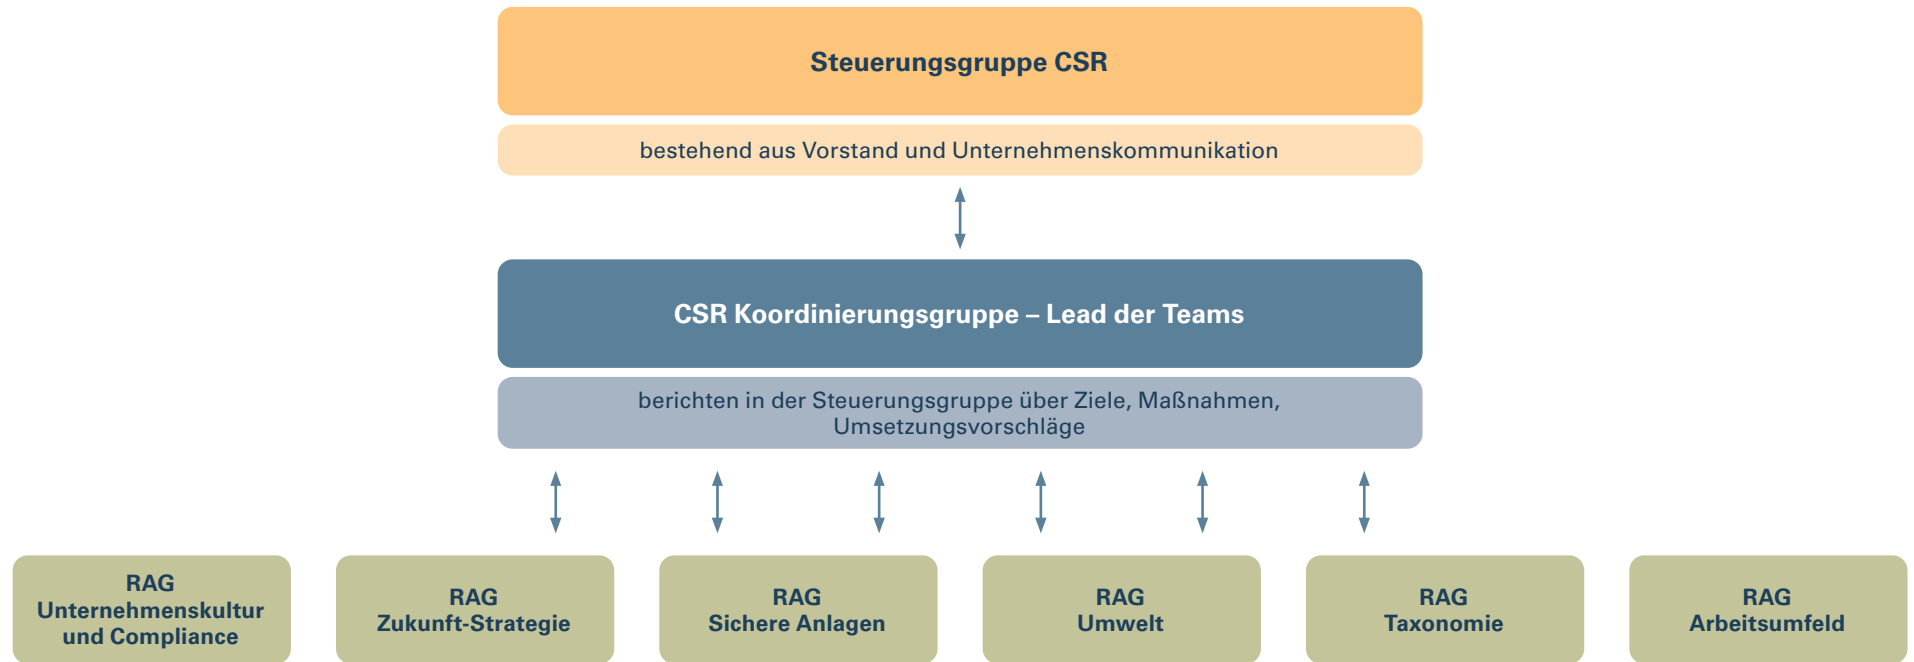 Steuerungsgruppe CSR
bestehend aus Vorstand und Unternehmenskommunikation
CSR Koordinierungsgruppe – Lead der Teams
berichten in der Steuerungsgruppe über Ziele, Maßnahmen,
Umsetzungsvorschläge
RAG
Unternehmenskultur
und Compliance
RAG
Zukunft-Strategie
RAG
Sichere Anlagen
RAG
Umwelt
RAG
Taxonomie
RAG
Arbeitsumfeld